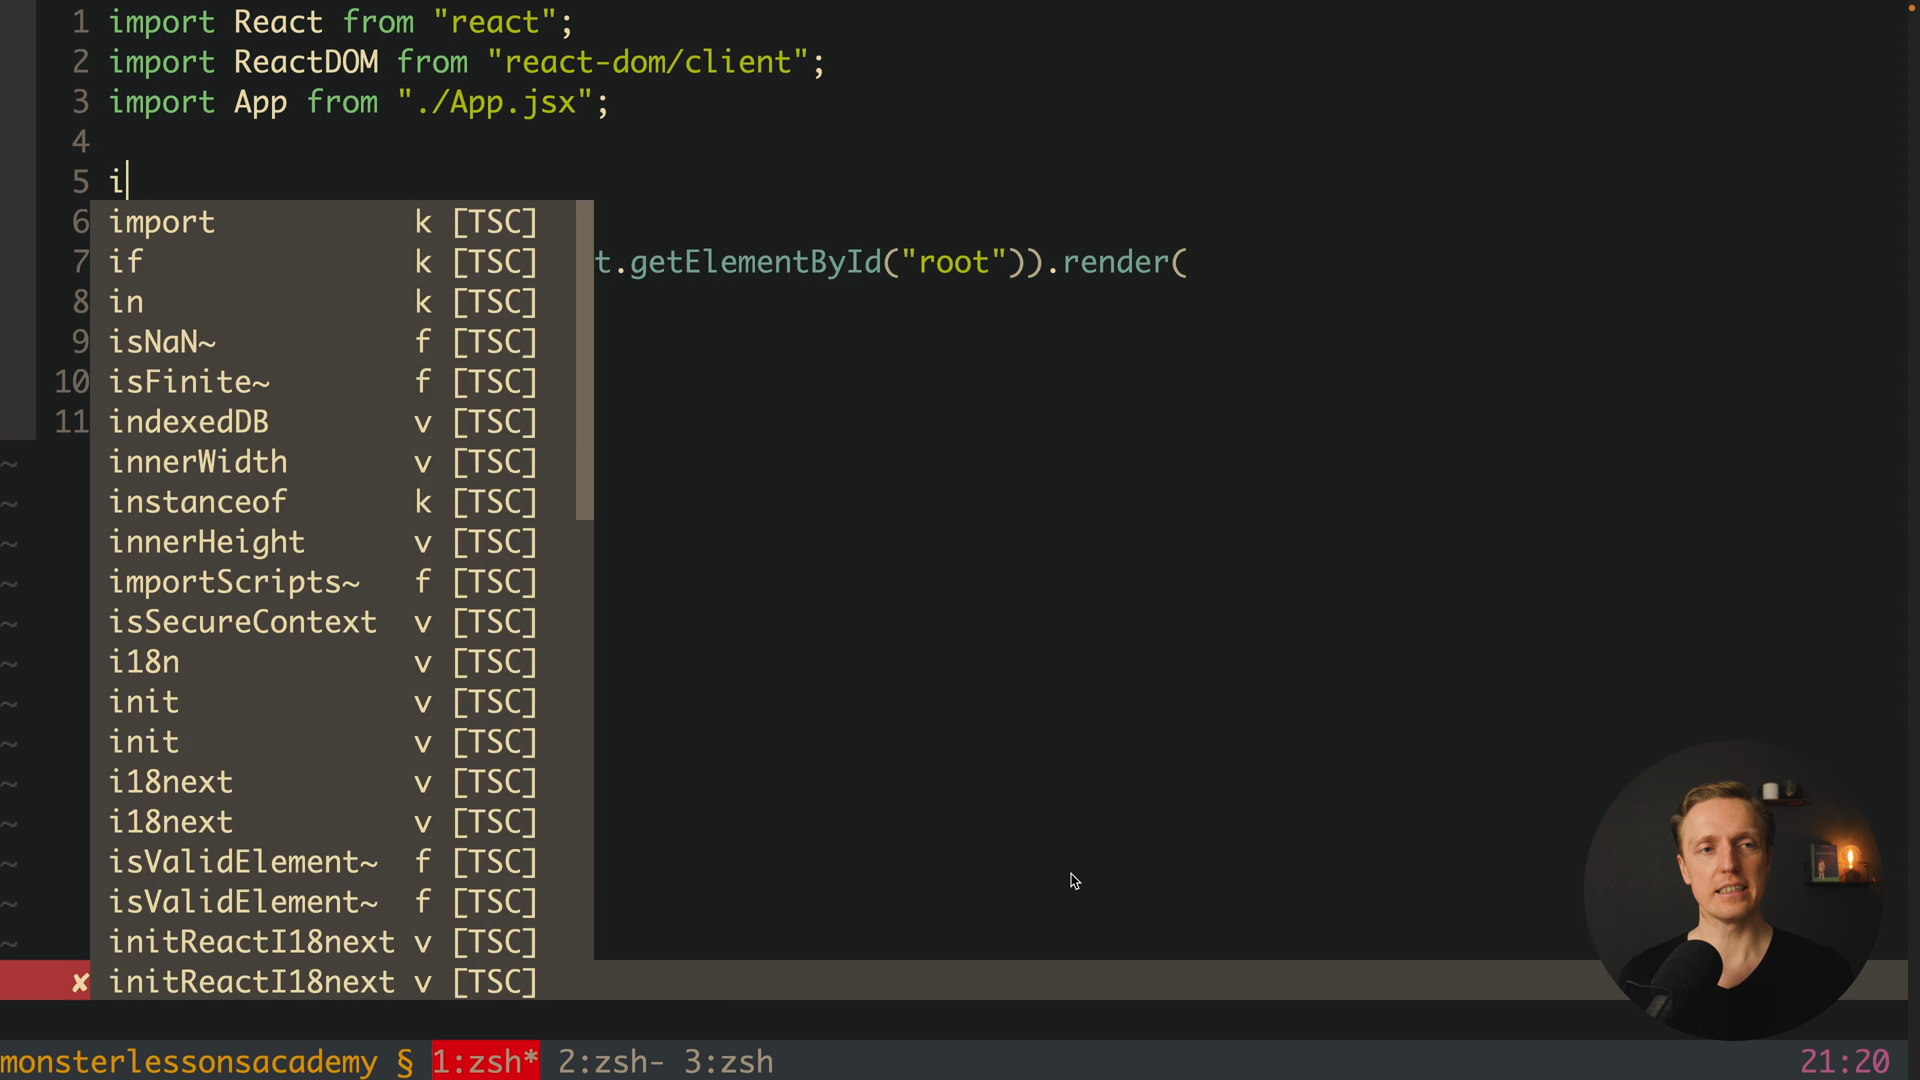 1 import React from "react";
2 import ReactDOM from "react-dom/client";
3 import App from "./App.jsx";
4
5 i
6 import k [TSC]
7 if k [TSC] t.getElementById("root")).render(
8 in k [TSC]
9 isNaN~ f [TSC]
10 isFinite~ f [TSC]
11 indexedDB v [TSC]
~ innerWidth v [TSC]
~ instanceof k [TSC]
~ innerHeight v [TSC]
~ importScripts~ f [TSC]
~ isSecureContext v [TSC]
~ i18n v [TSC]
~ init v [TSC]
~ init v [TSC]
~ i18next v [TSC]
~ i18next v [TSC]
~ isValidElement~ f [TSC]
~ isValidElement~ f [TSC]
~ initReactI18next v [TSC]
✘ initReactI18next v [TSC]
monsterlessonsacademy § 1:zsh* 2:zsh- 3:zsh 21:20